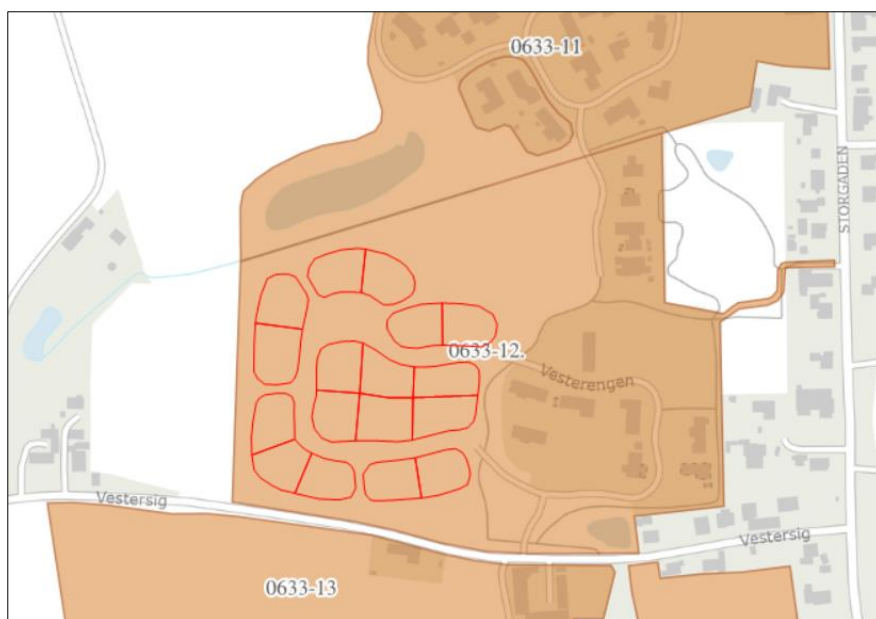 0633-11
STORGADEN
0633-12.
Vesterengen
Vestersig
Vestersig
0633-13